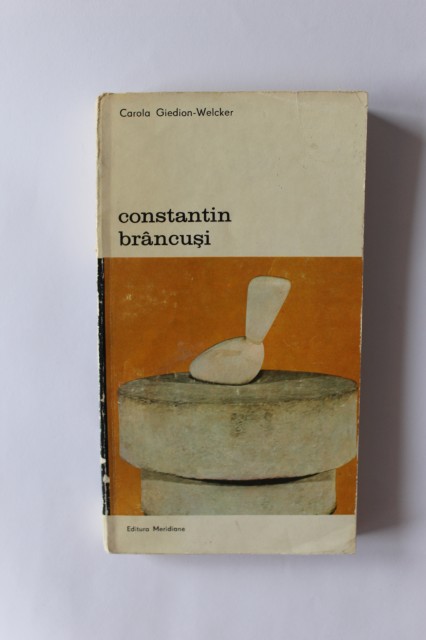 Carola Giedion-Welcker
constantin
brâncuşi
Editura Meridiane